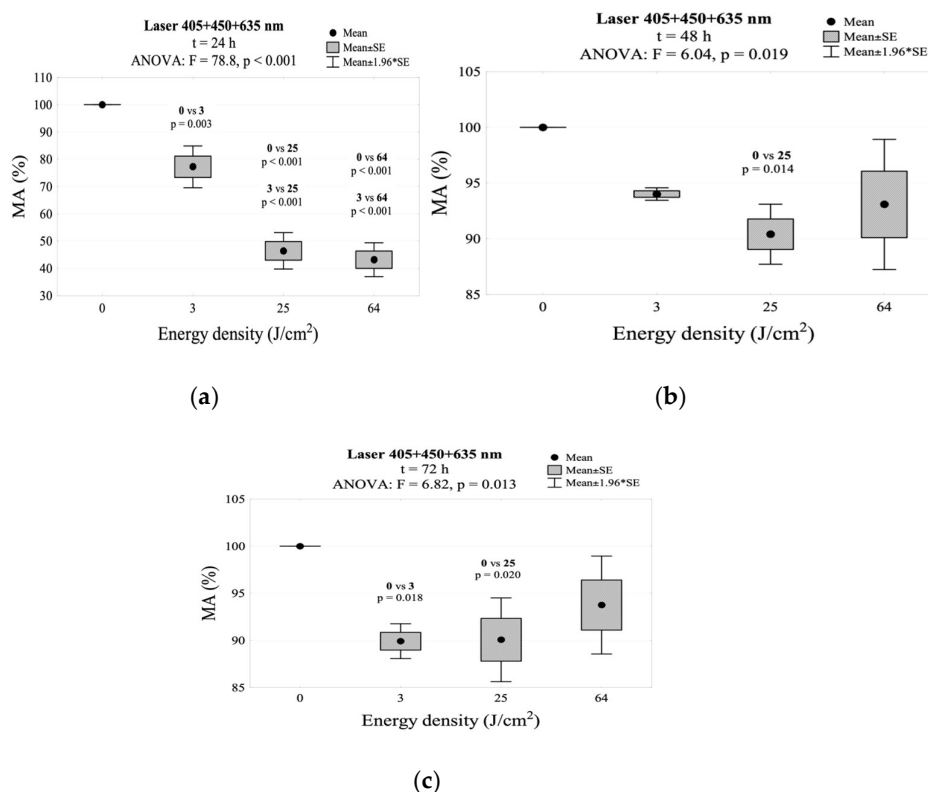 Laser 405+450+635 nm
t = 24 h
ANOVA: F = 78.8, p < 0.001
Mean
Mean±SE
Mean±1.96*SE
MA (%)
110
100
90
80
70
60
50
40
30
0 vs 3
p = 0.003
0 vs 25
p < 0.001
3 vs 25
p < 0.001
0 vs 64
p < 0.001
3 vs 64
p < 0.001
0 3 25 64
Energy density (J/cm²)
(a)
Laser 405+450+635 nm
t = 48 h
ANOVA: F = 6.04, p = 0.019
Mean
Mean±SE
Mean±1.96*SE
MA (%)
105
100
95
90
85
0 vs 25
p = 0.014
0 3 25 64
Energy density (J/cm²)
(b)
Laser 405+450+635 nm
t = 72 h
ANOVA: F = 6.82, p = 0.013
Mean
Mean±SE
Mean±1.96*SE
MA (%)
105
100
95
90
85
0 vs 3
p = 0.018
0 vs 25
p = 0.020
0 3 25 64
Energy density (J/cm²)
(c)